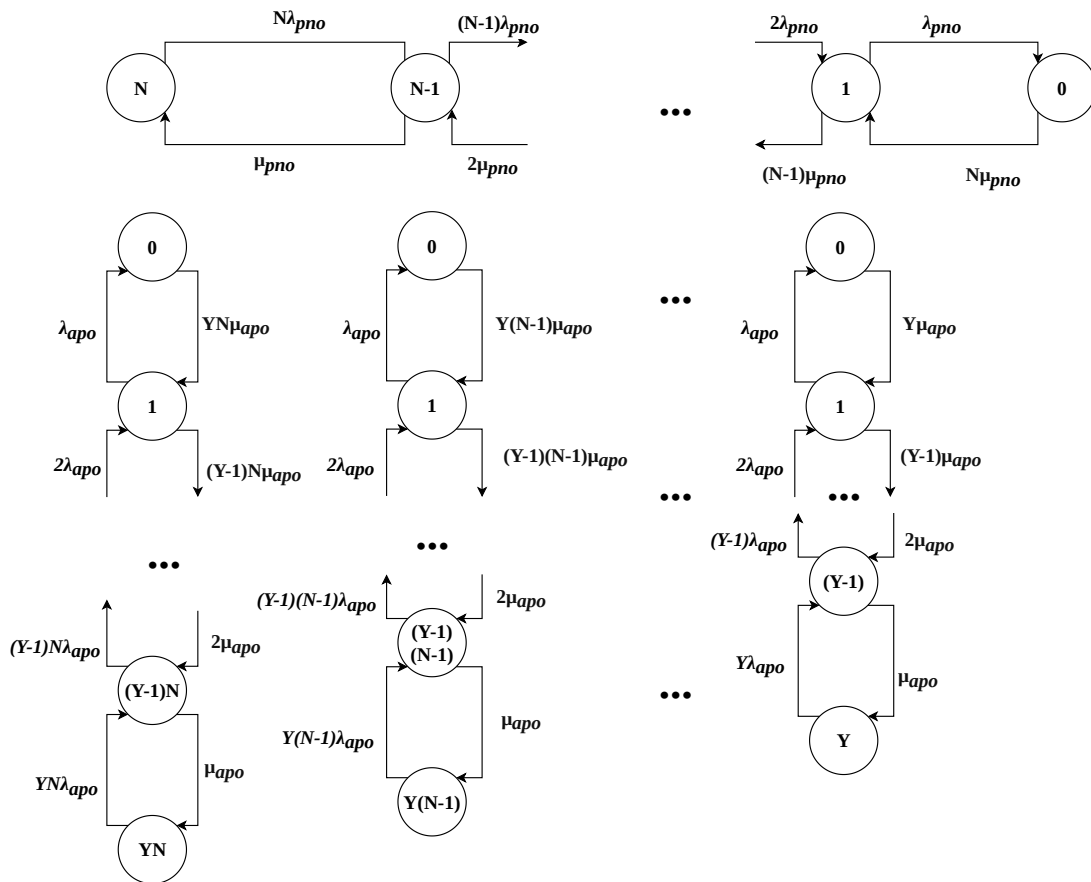 Nλpno
(N-1)λpno
2λpno
λpno
N
N-1
1
0
•••
μpno
2μpno
(N-1)μpno
Nμpno
0
0
0
•••
λapo
YNμapo
λapo
Y(N-1)μapo
λapo
Yμapo
1
1
1
2λapo
(Y-1)Nμapo
2λapo
(Y-1)(N-1)μapo
2λapo
(Y-1)μapo
•••
•••
•••
•••
(Y-1)λapo
2μapo
(Y-1)
•••
(Y-1)(N-1)λapo
2μapo
(Y-1)
(N-1)
(Y-1)Nλapo
2μapo
(Y-1)N
Yλapo
μapo
•••
Y(N-1)λapo
μapo
Y
YNλapo
μapo
Y(N-1)
YN